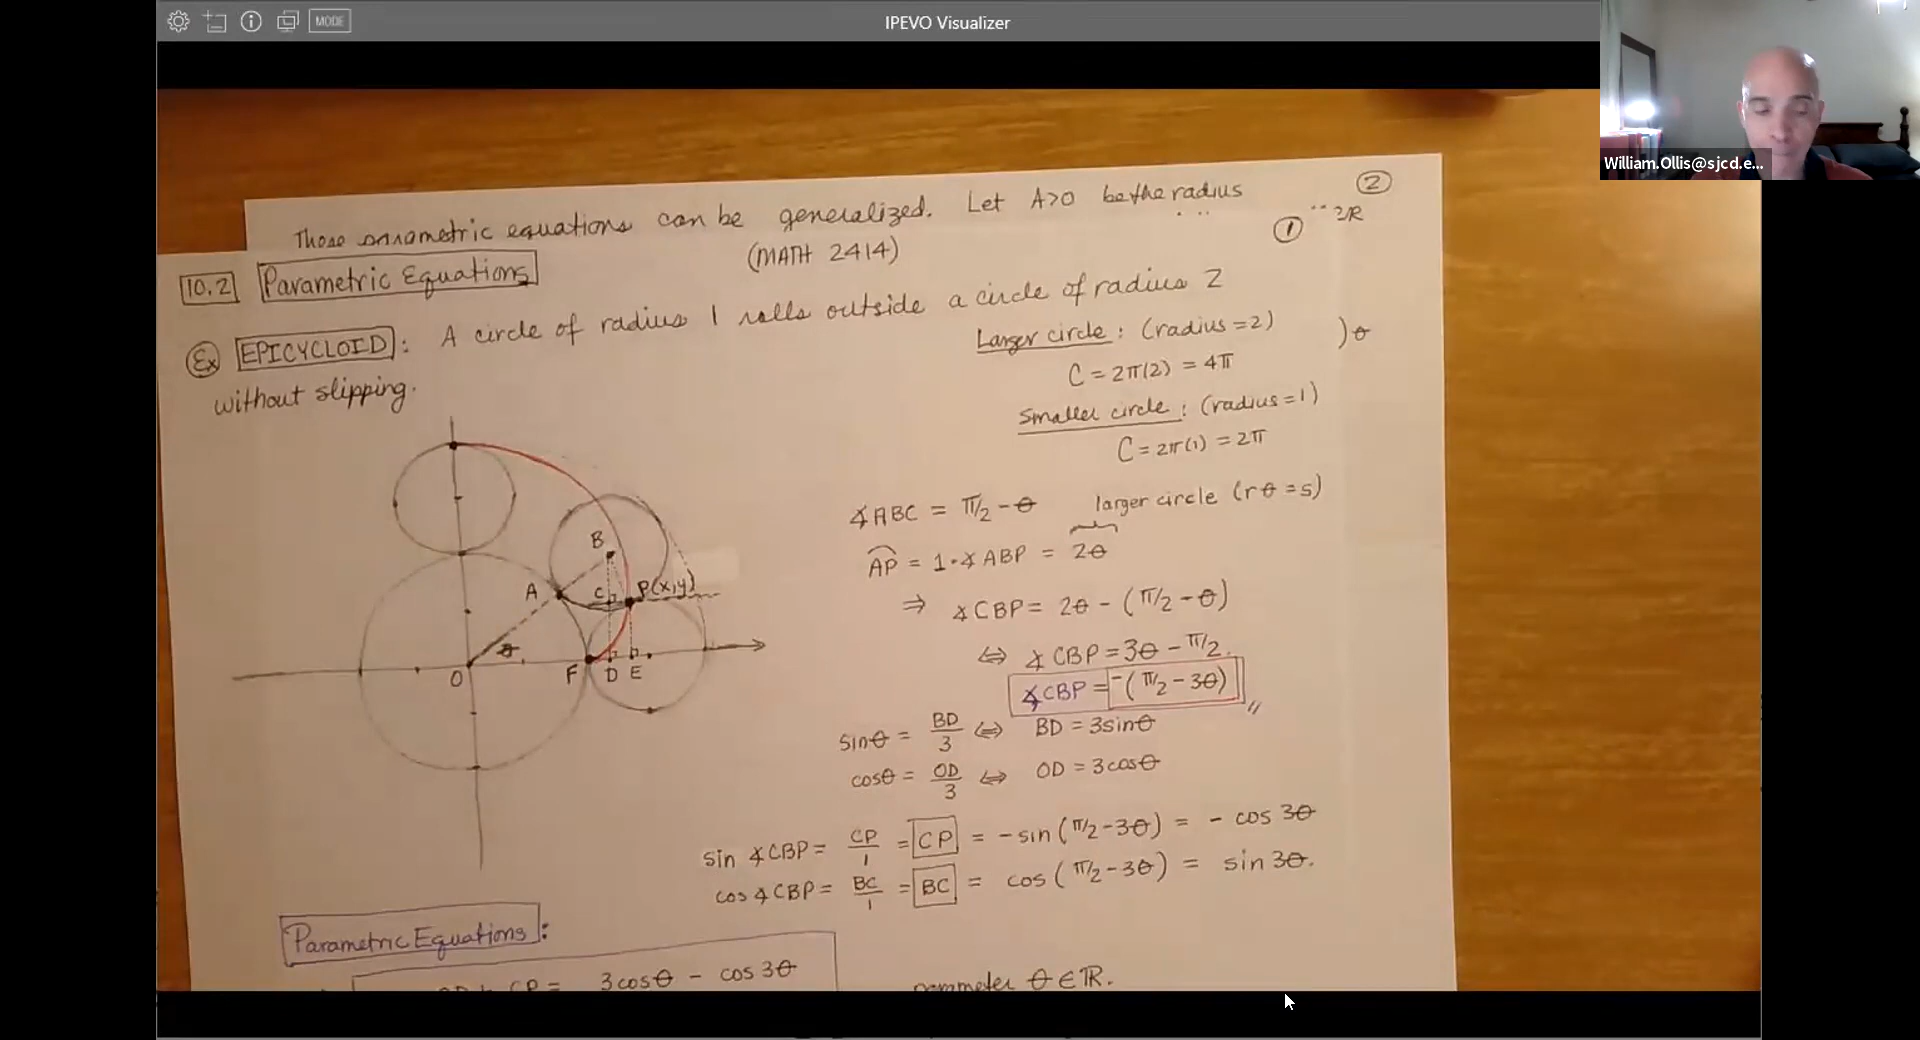 MODE
IPEVO Visualizer
William.Ollis@sjcd.e...
②
These parametric equations can be generalized. Let A>0 be the radius
①
(MATH 2414)
10.2 Parametric Equations
Ex EPICYCLOID: A circle of radius 1 rolls outside a circle of radius 2
without slipping.
Larger circle: (radius=2)
)θ
C = 2π(2) = 4π
Smaller circle: (radius=1)
C = 2π(1) = 2π
∡ABC = π/2 - θ
larger circle (rθ = s)
AP = 1·∡ABP = 2θ
⇒ ∡CBP = 2θ - (π/2 - θ)
⇔ ∡CBP = 3θ - π/2.
∡CBP = -(π/2 - 3θ)
B
A
C
P(x,y)
θ
O
F
D
E
sinθ = BD/3 ⇔ BD = 3sinθ
cosθ = OD/3 ⇔ OD = 3cosθ
sin ∡CBP = CP/1 = CP = -sin(π/2 - 3θ) = - cos 3θ
cos ∡CBP = BC/1 = BC = cos(π/2 - 3θ) = sin 3θ.
Parametric Equations:
OD + CP = 3cosθ - cos3θ
parameter θ ∈ ℝ.